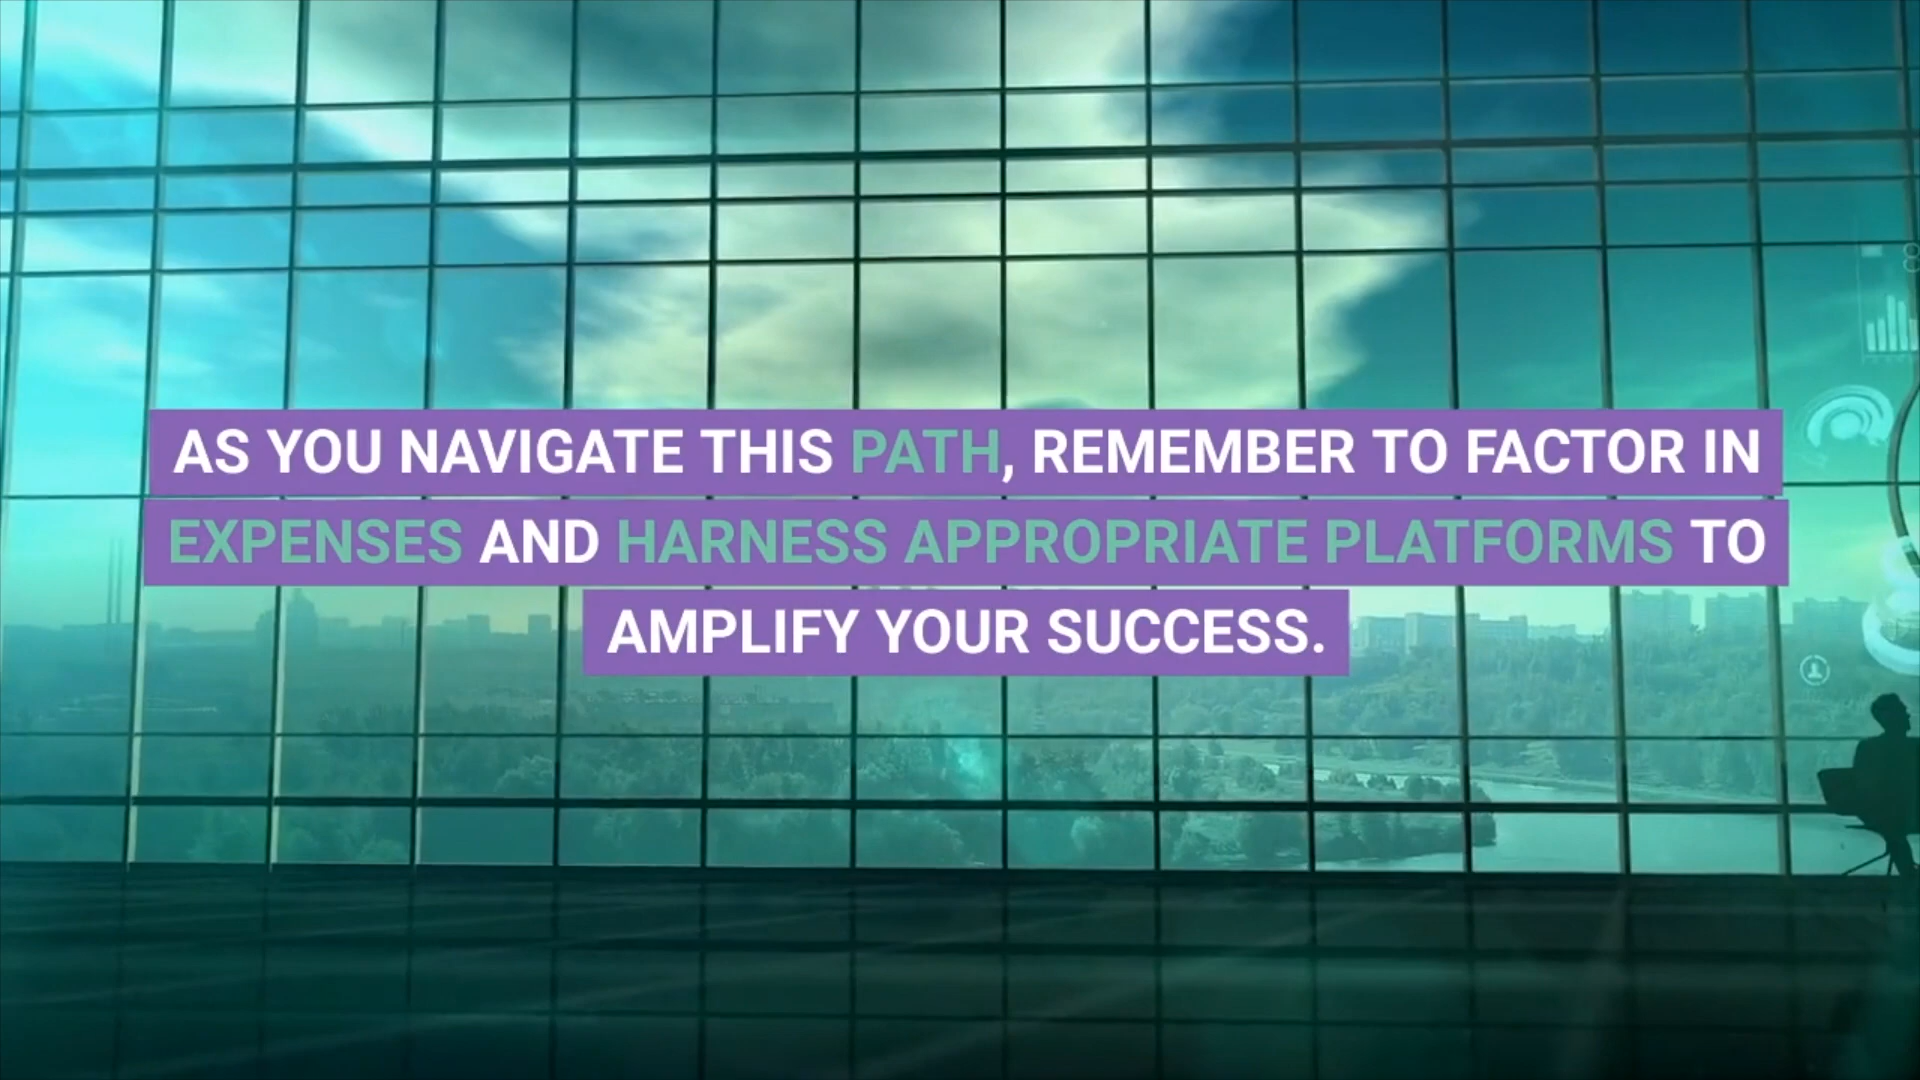 AS YOU NAVIGATE THIS PATH, REMEMBER TO FACTOR IN
EXPENSES AND HARNESS APPROPRIATE PLATFORMS TO
AMPLIFY YOUR SUCCESS.